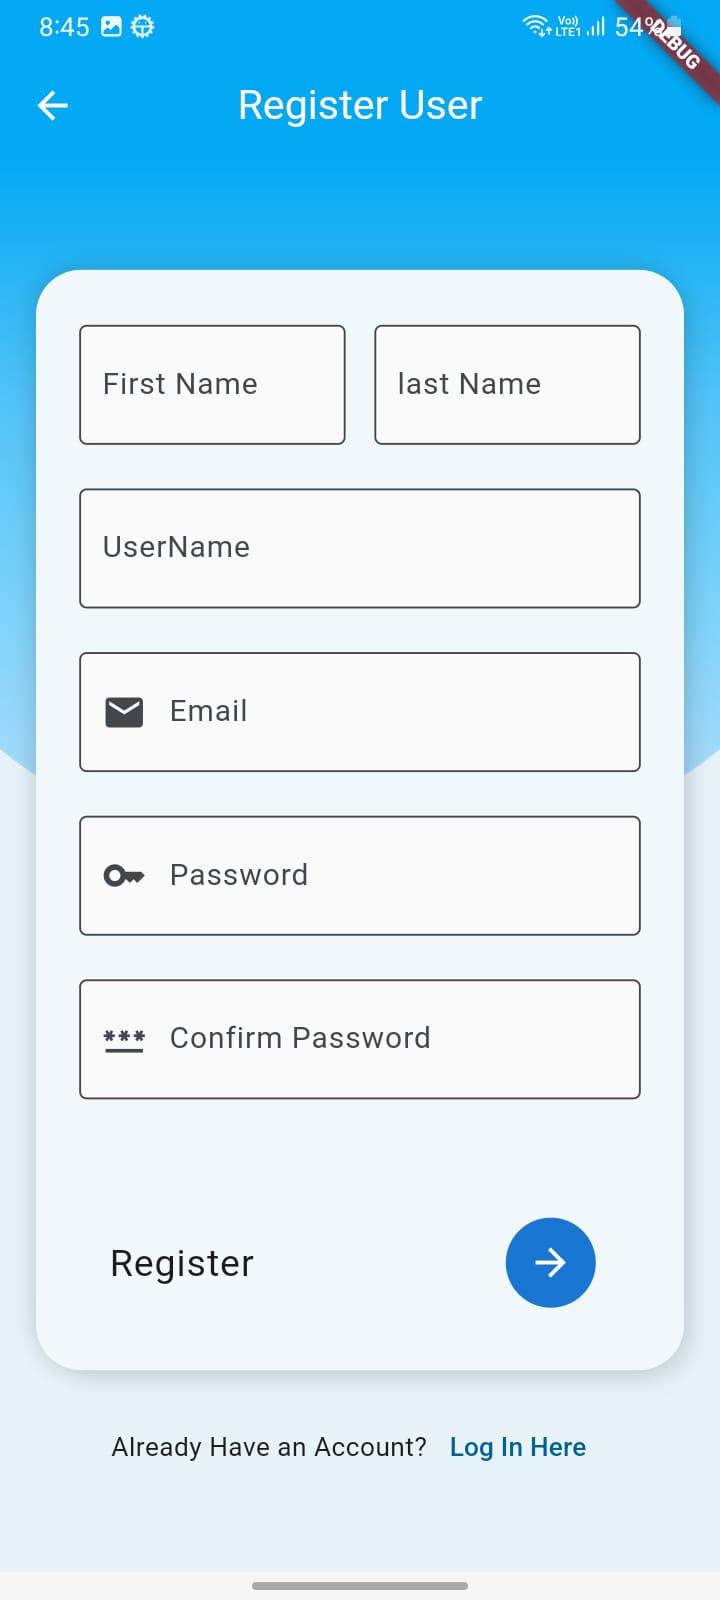 8:45 Vo)) LTE1 54%
DEBUG
Register User
First Name last Name
UserName
Email
Password
*** Confirm Password
Register
Already Have an Account? Log In Here